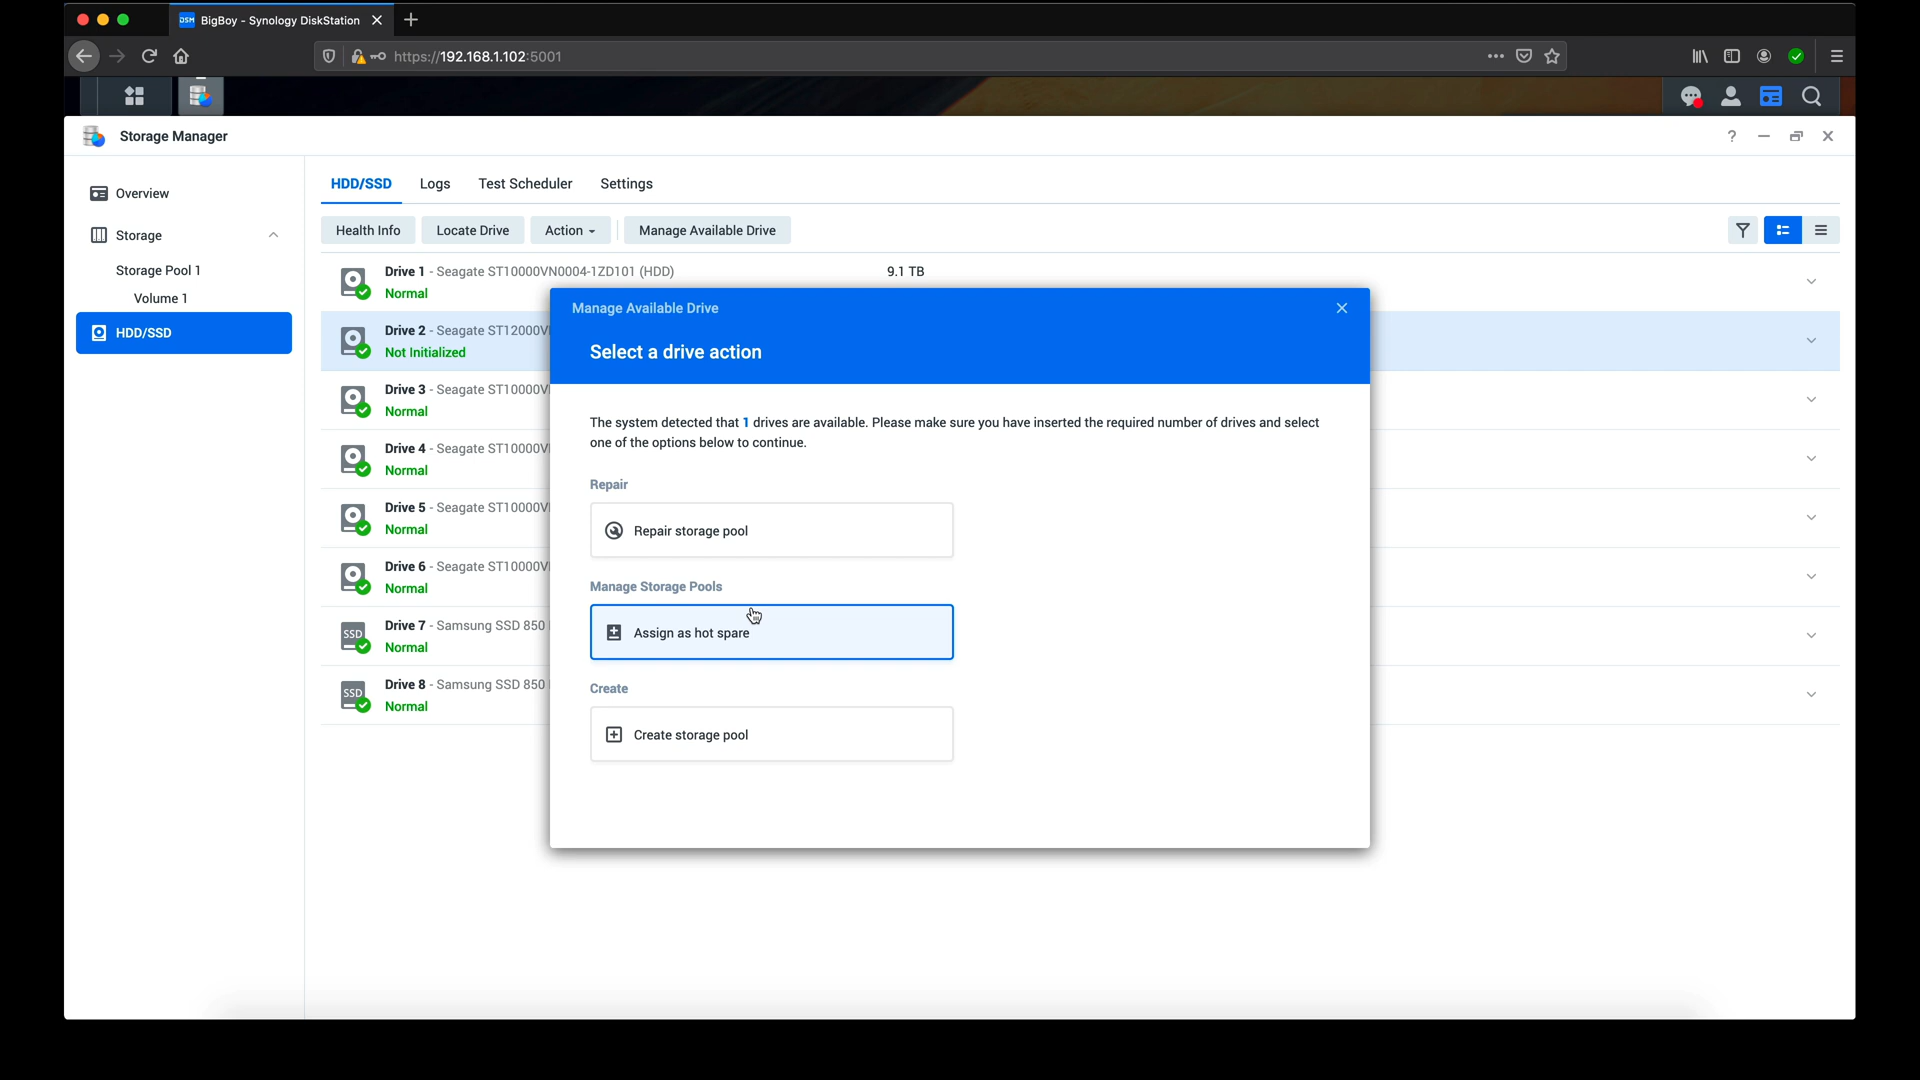 BigBoy - Synology DiskStation
https://192.168.1.102:5001
Storage Manager
Overview
Storage
Storage Pool 1
Volume 1
HDD/SSD
HDD/SSD Logs Test Scheduler Settings
Health Info Locate Drive Action Manage Available Drive
Drive 1 - Seagate ST10000VN0004-1ZD101 (HDD) 9.1 TB
Normal
Drive 2 - Seagate ST12000V
Not Initialized
Drive 3 - Seagate ST10000V
Normal
Drive 4 - Seagate ST10000V
Normal
Drive 5 - Seagate ST10000V
Normal
Drive 6 - Seagate ST10000V
Normal
SSD Drive 7 - Samsung SSD 850
Normal
SSD Drive 8 - Samsung SSD 850
Normal
Manage Available Drive
Select a drive action
The system detected that 1 drives are available. Please make sure you have inserted the required number of drives and select
one of the options below to continue.
Repair
Repair storage pool
Manage Storage Pools
Assign as hot spare
Create
Create storage pool